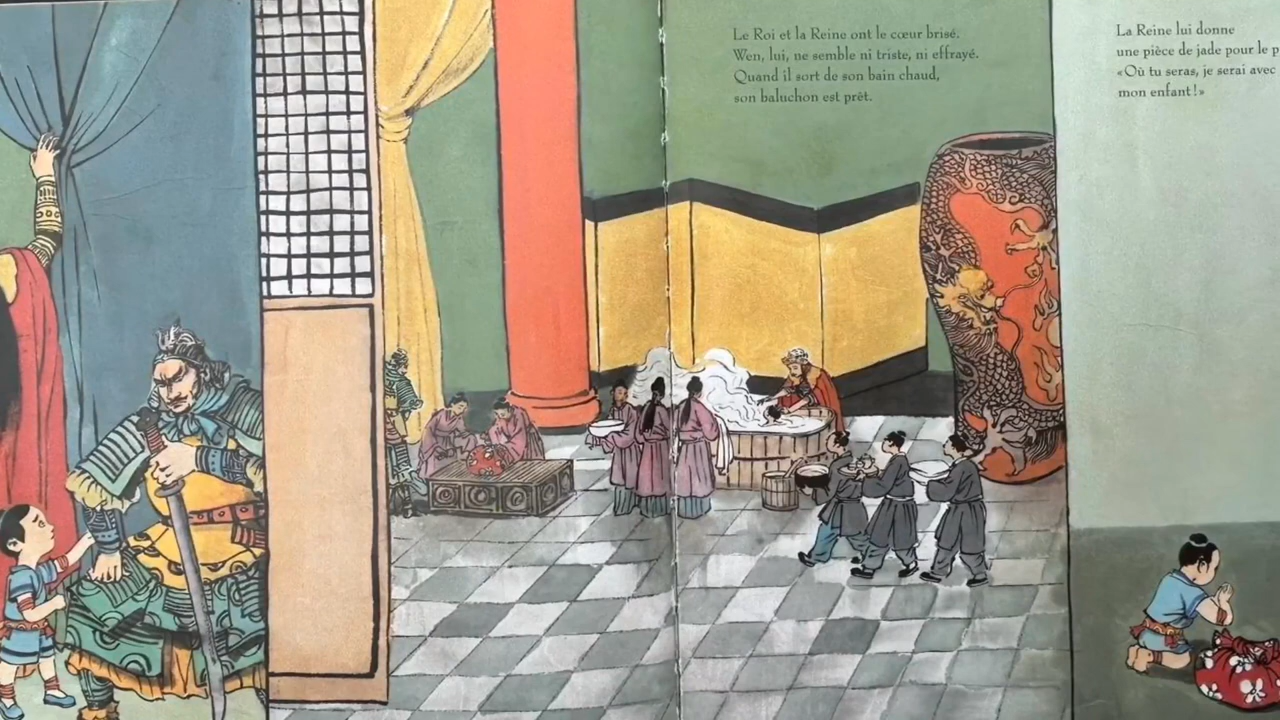 Le Roi et la Reine ont le cœur brisé.
Wen, lui, ne semble ni triste, ni effrayé.
Quand il sort de son bain chaud,
son baluchon est prêt.
La Reine lui donne
une pièce de jade pour le
«Où tu seras, je serai avec
mon enfant!»